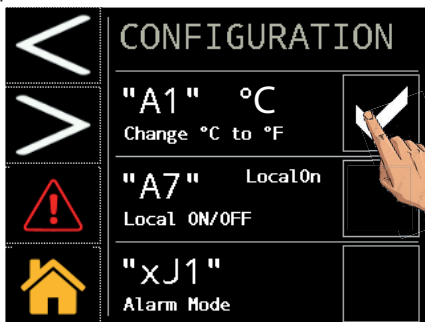 CONFIGURATION
"A1" °C
Change °C to °F
"A7" LocalOn
Local ON/OFF
"xJ1"
Alarm Mode